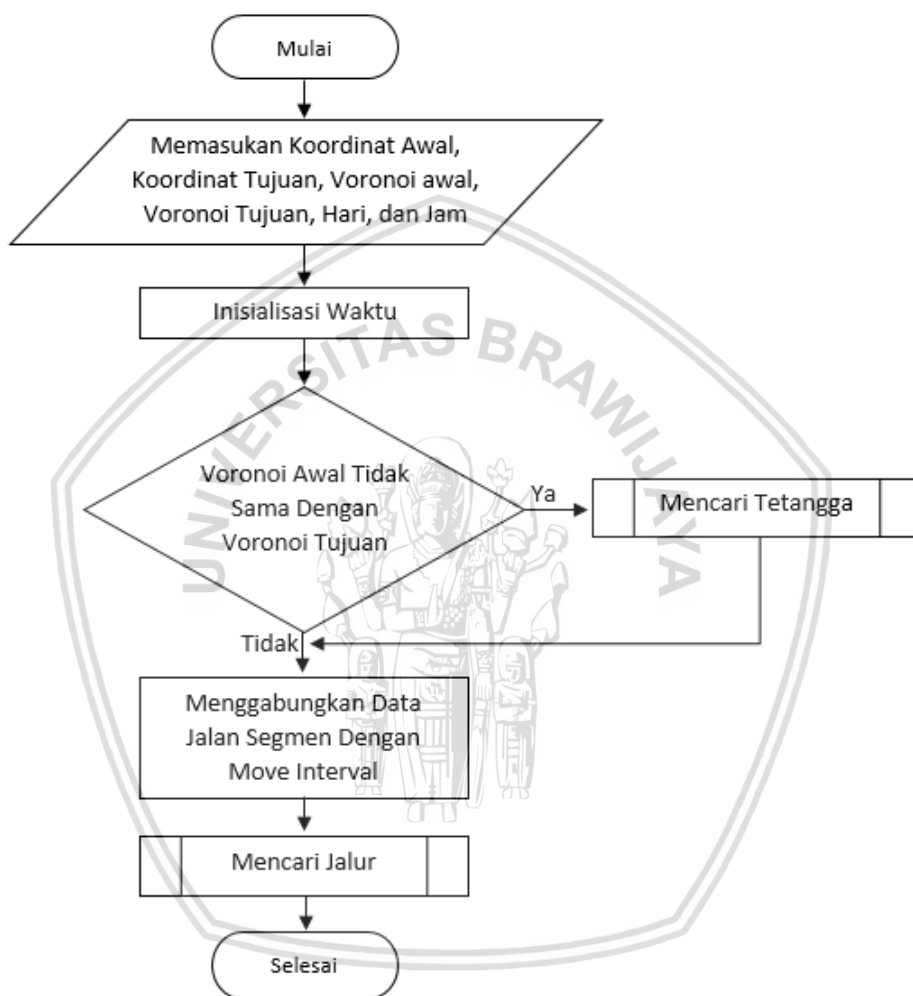 Mulai
Memasukan Koordinat Awal,
Koordinat Tujuan, Voronoi awal,
Voronoi Tujuan, Hari, dan Jam
Inisialisasi Waktu
UNIVERSITAS BRAWIJAYA
Voronoi Awal Tidak
Sama Dengan
Voronoi Tujuan
Ya
Mencari Tetangga
Tidak
Menggabungkan Data
Jalan Segmen Dengan
Move Interval
Mencari Jalur
Selesai